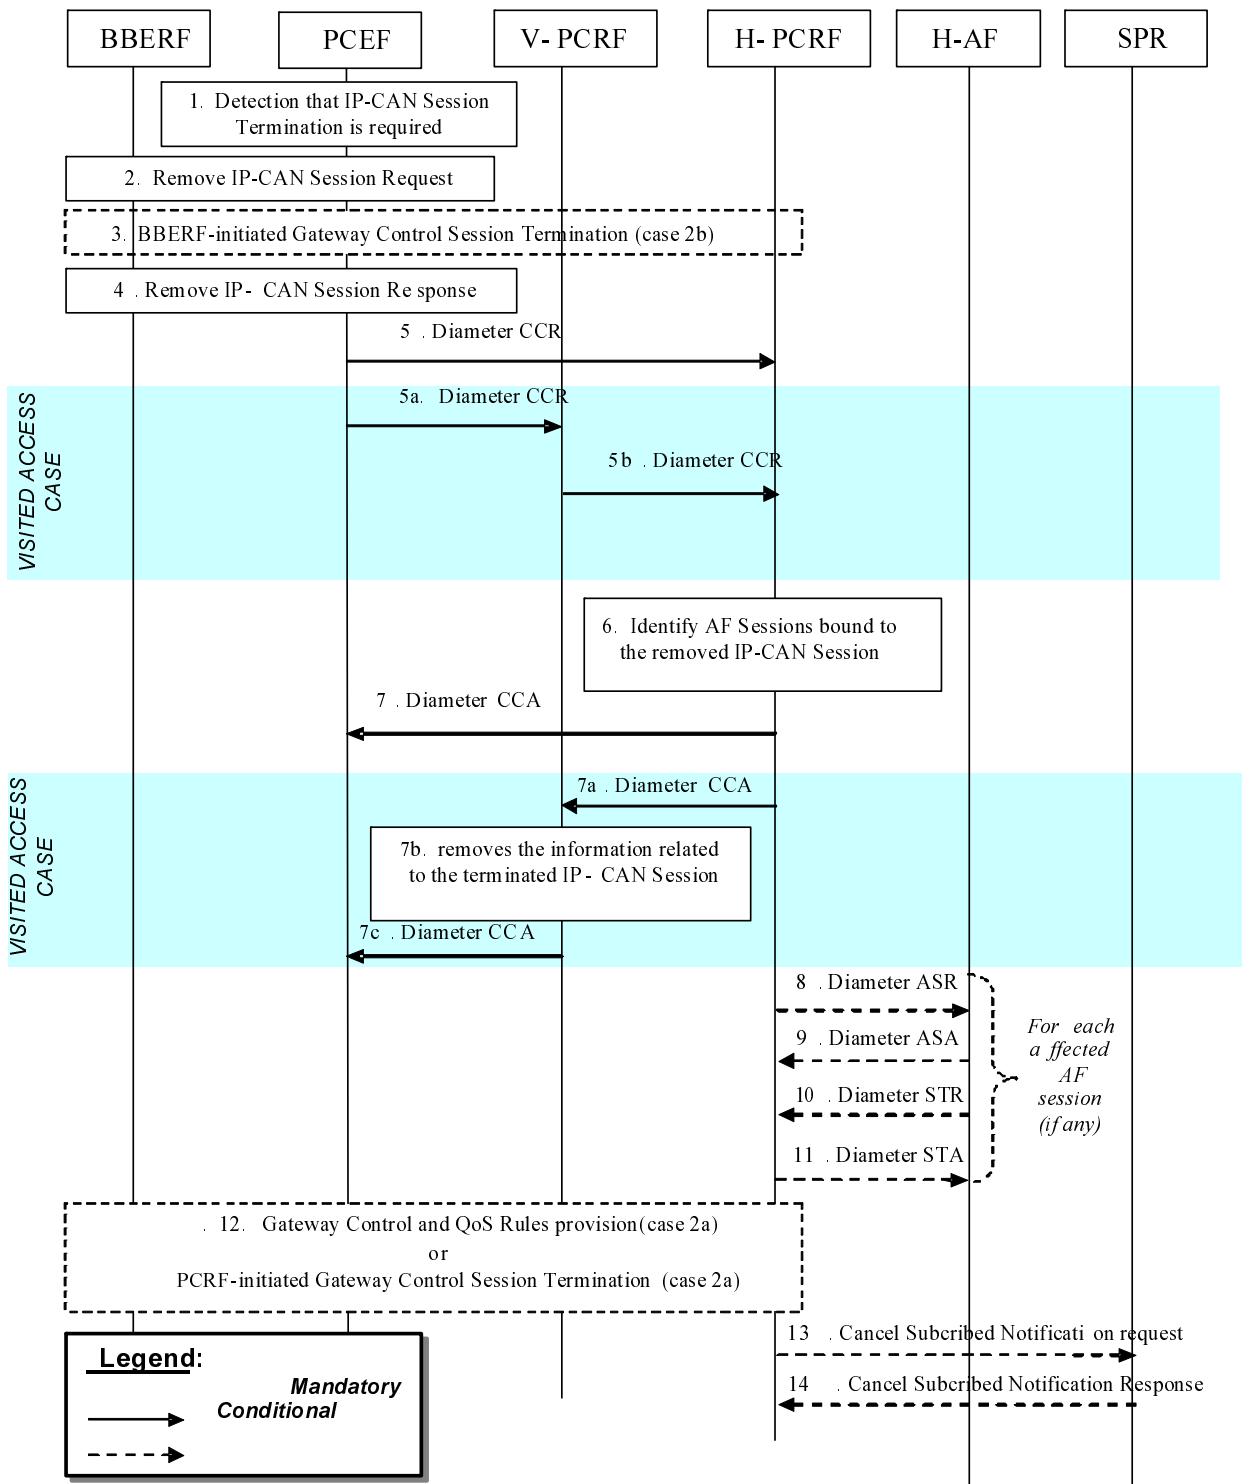 BBERF
PCEF
V- PCRF
H- PCRF
H-AF
SPR
1. Detection that IP-CAN Session
Termination is required
2. Remove IP-CAN Session Request
3. BBERF-initiated Gateway Control Session Termination (case 2b)
4 . Remove IP - CAN Session Re sponse
5 . Diameter CCR
VISITED ACCESS
CASE
5a. Diameter CCR
5b . Diameter CCR
6. Identify AF Sessions bound to
the removed IP-CAN Session
7 . Diameter CCA
VISITED ACCESS
CASE
7a . Diameter CCA
7b. removes the information related
to the terminated IP - CAN Session
7c . Diameter CCA
8 . Diameter ASR
9 . Diameter ASA
10 . Diameter STR
11 . Diameter STA
For each
a ffected
AF
session
(if any)
. 12. Gateway Control and QoS Rules provision(case 2a)
or
PCRF-initiated Gateway Control Session Termination (case 2a)
13 . Cancel Subcribed Notificati on request
14 . Cancel Subcribed Notification Response
Legend:
Mandatory
Conditional